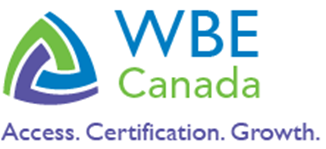 WBE
Canada
Access. Certification. Growth.